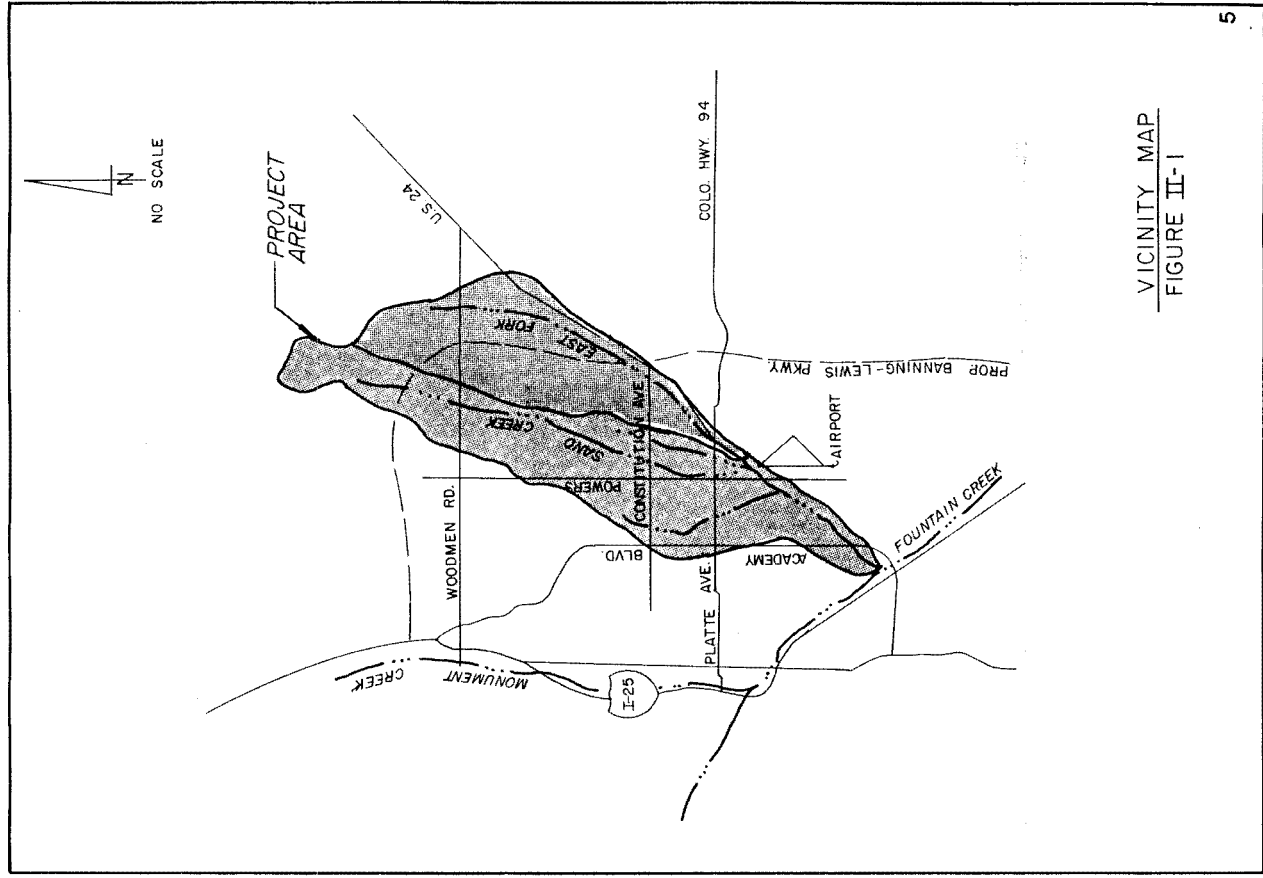 5
N
NO SCALE
PROJECT
AREA
U.S. 24
WOODMEN RD.
EAST
FORK
SAND
CREEK
CONSTITUTION AVE
POWERS
BLVD.
COLO. HWY. 94
PLATTE AVE.
ACADEMY
PROP BANNING-LEWIS PKWY.
AIRPORT
FOUNTAIN CREEK
MONUMENT
CREEK
I-25
VICINITY MAP
FIGURE II-1